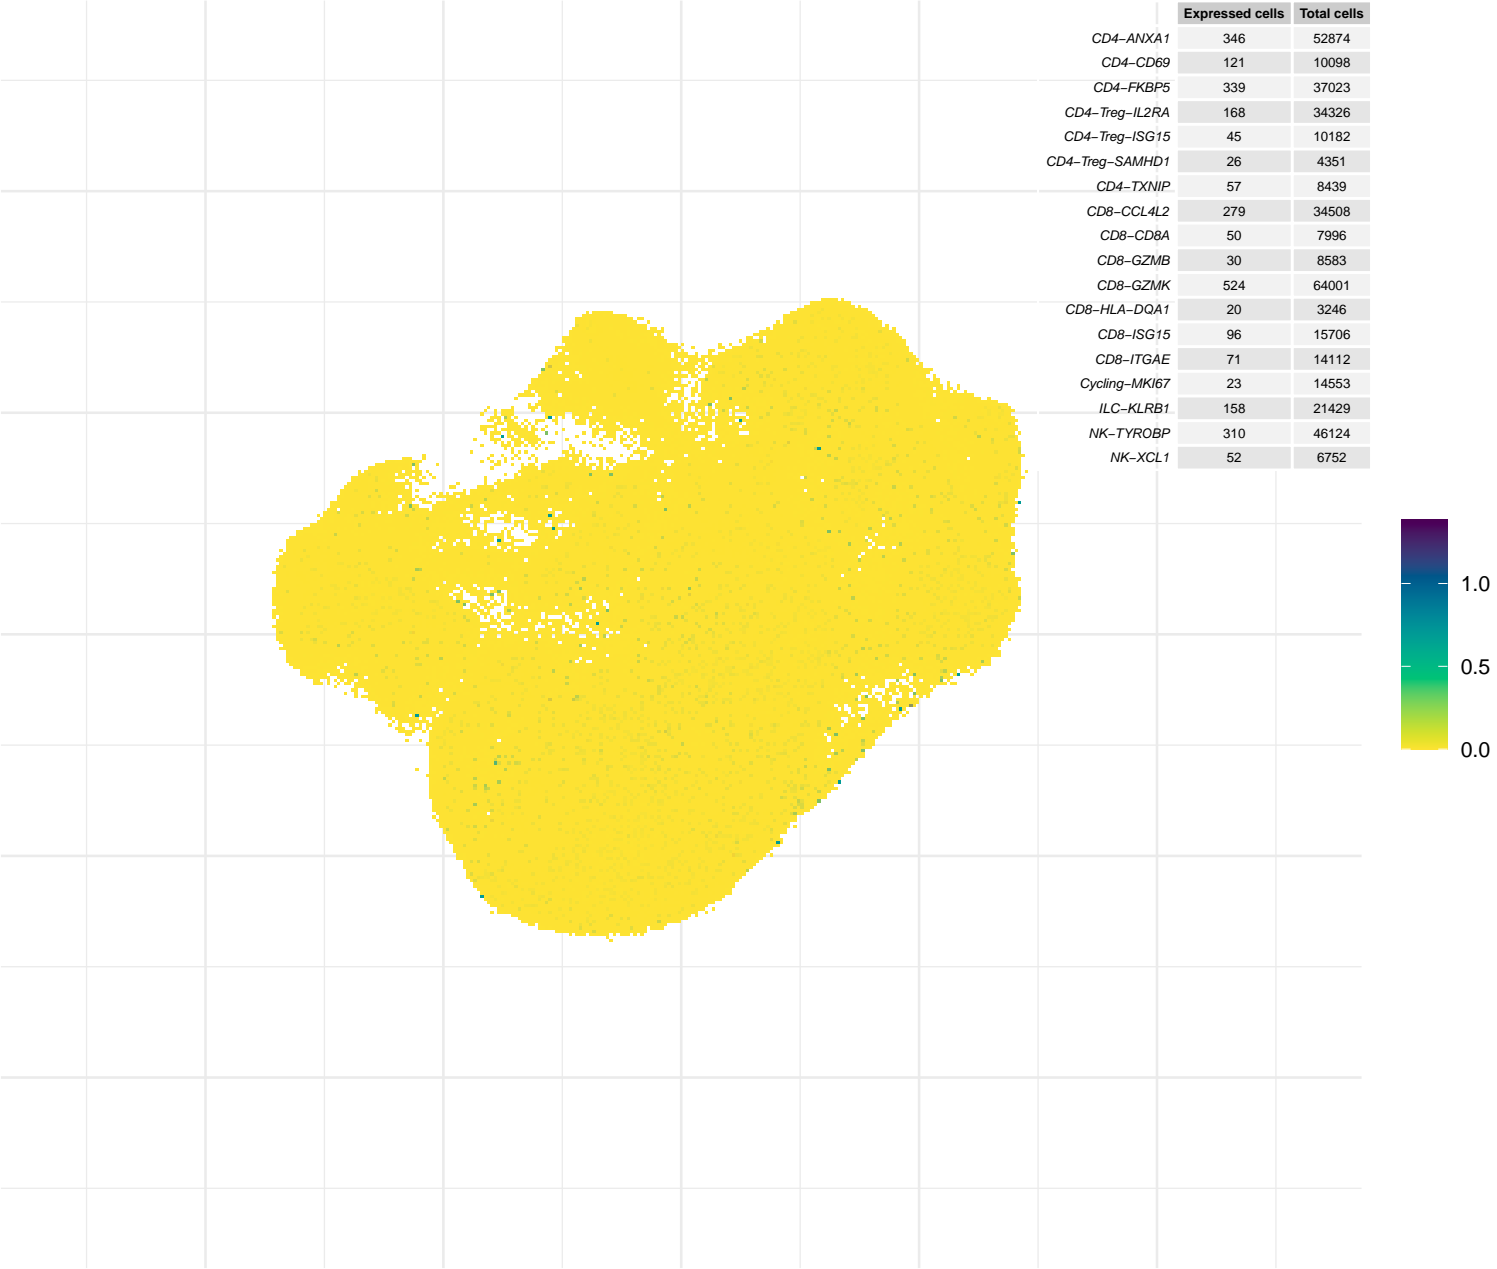 Expressed cells Total cells
CD4−ANXA1 346 52874
CD4−CD69 121 10098
CD4−FKBP5 339 37023
CD4−Treg−IL2RA 168 34326
CD4−Treg−ISG15 45 10182
CD4−Treg−SAMHD1 26 4351
CD4−TXNIP 57 8439
CD8−CCL4L2 279 34508
CD8−CD8A 50 7996
CD8−GZMB 30 8583
CD8−GZMK 524 64001
CD8−HLA−DQA1 20 3246
CD8−ISG15 96 15706
CD8−ITGAE 71 14112
Cycling−MKI67 23 14553
ILC−KLRB1 158 21429
NK−TYROBP 310 46124
NK−XCL1 52 6752
1.0
0.5
0.0